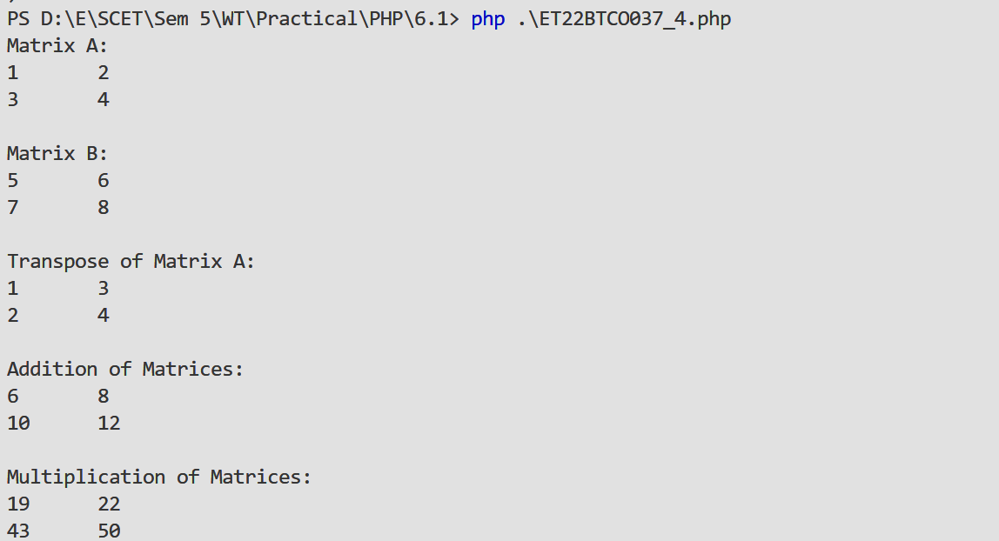 PS D:\E\SCET\Sem 5\WT\Practical\PHP\6.1> php .\ET22BTCO037_4.php
Matrix A:
1 2
3 4
Matrix B:
5 6
7 8
Transpose of Matrix A:
1 3
2 4
Addition of Matrices:
6 8
10 12
Multiplication of Matrices:
19 22
43 50